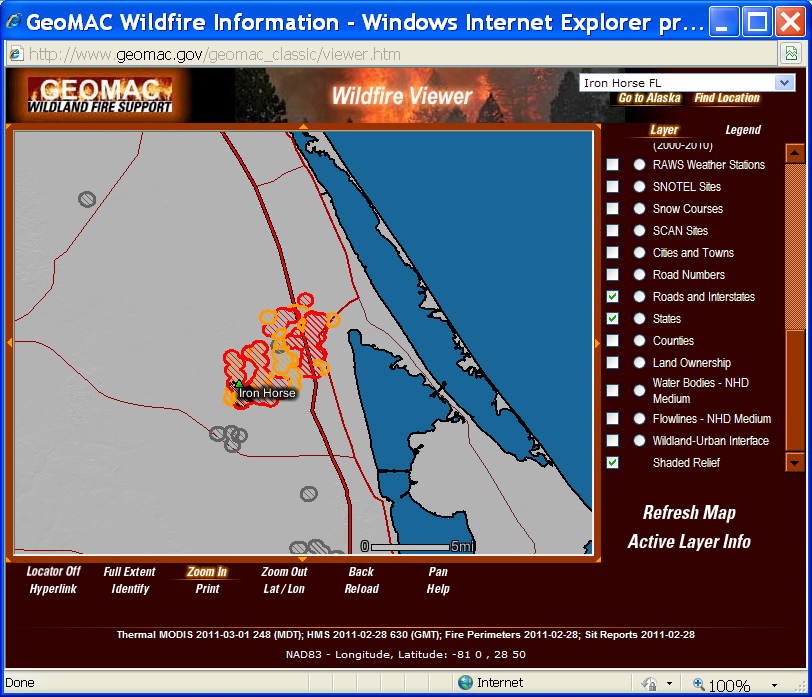 GeoMAC Wildfire Information - Windows Internet Explorer pr...
http://www.geomac.gov/geomac_classic/viewer.htm
GEOMAC
WILDLAND FIRE SUPPORT
Wildfire Viewer
Iron Horse FL
Go to Alaska Find Location
Layer Legend
(2000-2010)
RAWS Weather Stations
SNOTEL Sites
Snow Courses
SCAN Sites
Cities and Towns
Road Numbers
Roads and Interstates
States
Counties
Land Ownership
Water Bodies - NHD
Medium
Flowlines - NHD Medium
Wildland-Urban Interface
Shaded Relief
Iron Horse
0 5mi
Refresh Map
Active Layer Info
Locator Off Full Extent Zoom In Zoom Out Back Pan
Hyperlink Identify Print Lat / Lon Reload Help
Thermal MODIS 2011-03-01 248 (MDT); HMS 2011-02-28 630 (GMT); Fire Perimeters 2011-02-28; Sit Reports 2011-02-28
NAD83 - Longitude, Latitude: -81 0 , 28 50
Done Internet 100%